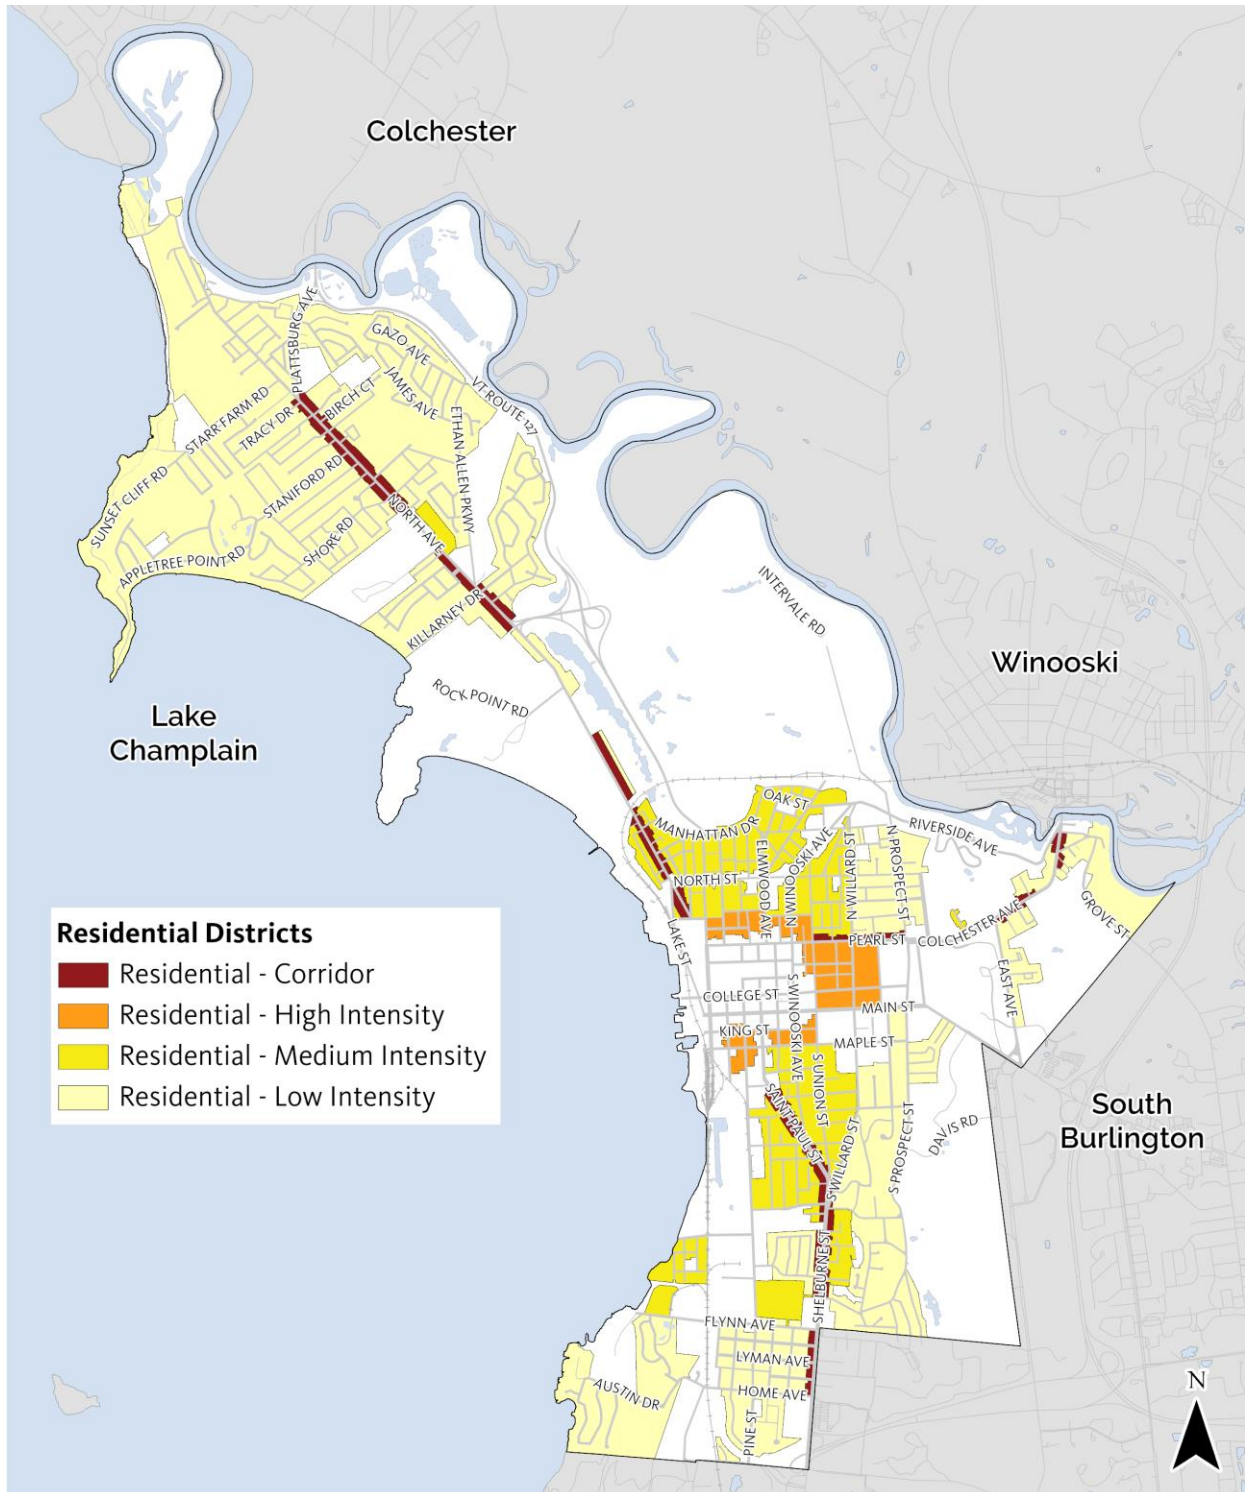 Colchester
PLATTSBURG AVE
GAZO AVE
JAMES AVE
BIRCH CT
VT ROUTE 127
STARR FARM RD
TRACY DR
ETHAN ALLEN PKWY
SUNSET CLIFF RD
STANIFORD RD
NORTH AVE
SHORE RD
APPLETREE POINT RD
KILLARNEY DR
INTERVALE RD
Winooski
ROCK POINT RD
Lake
Champlain
OAK ST
MANHATTAN DR
RIVERSIDE AVE
ELMWOOD AVE
N WINOOSKI AVE
N WILLARD ST
N PROSPECT ST
NORTH ST
GROVE ST
COLCHESTER AVE
PEARL ST
LAKE ST
EAST AVE
COLLEGE ST
S WINOOSKI AVE
MAIN ST
KING ST
MAPLE ST
Residential Districts
Residential - Corridor
Residential - High Intensity
Residential - Medium Intensity
Residential - Low Intensity
SAINT PAUL ST
S UNION ST
S WILLARD ST
S PROSPECT ST
DAVIS RD
South
Burlington
SHELBURNE ST
FLYNN AVE
LYMAN AVE
HOME AVE
AUSTIN DR
PINE ST
N